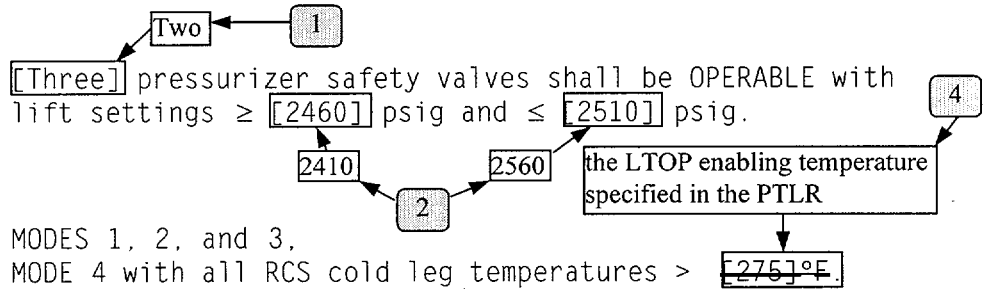 Two 1
[Three] pressurizer safety valves shall be OPERABLE with
lift settings ≥ [2460] psig and ≤ [2510] psig.
4
2410 2560 the LTOP enabling temperature
specified in the PTLR
2
MODES 1, 2, and 3,
MODE 4 with all RCS cold leg temperatures > [275]°F.